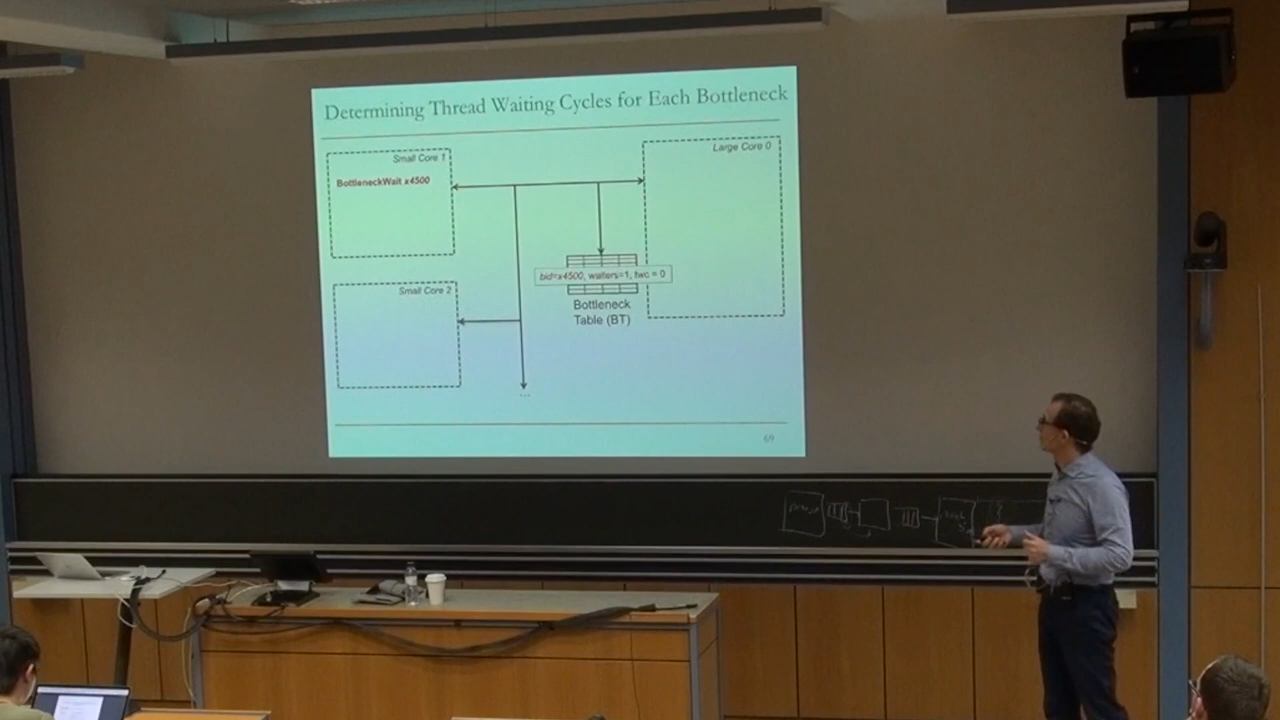 Determining Thread Waiting Cycles for Each Bottleneck
Small Core 1
BottleneckWait x4500
Large Core 0
bid=x4500, waiters=1, twc = 0
Bottleneck
Table (BT)
Small Core 2
...
69